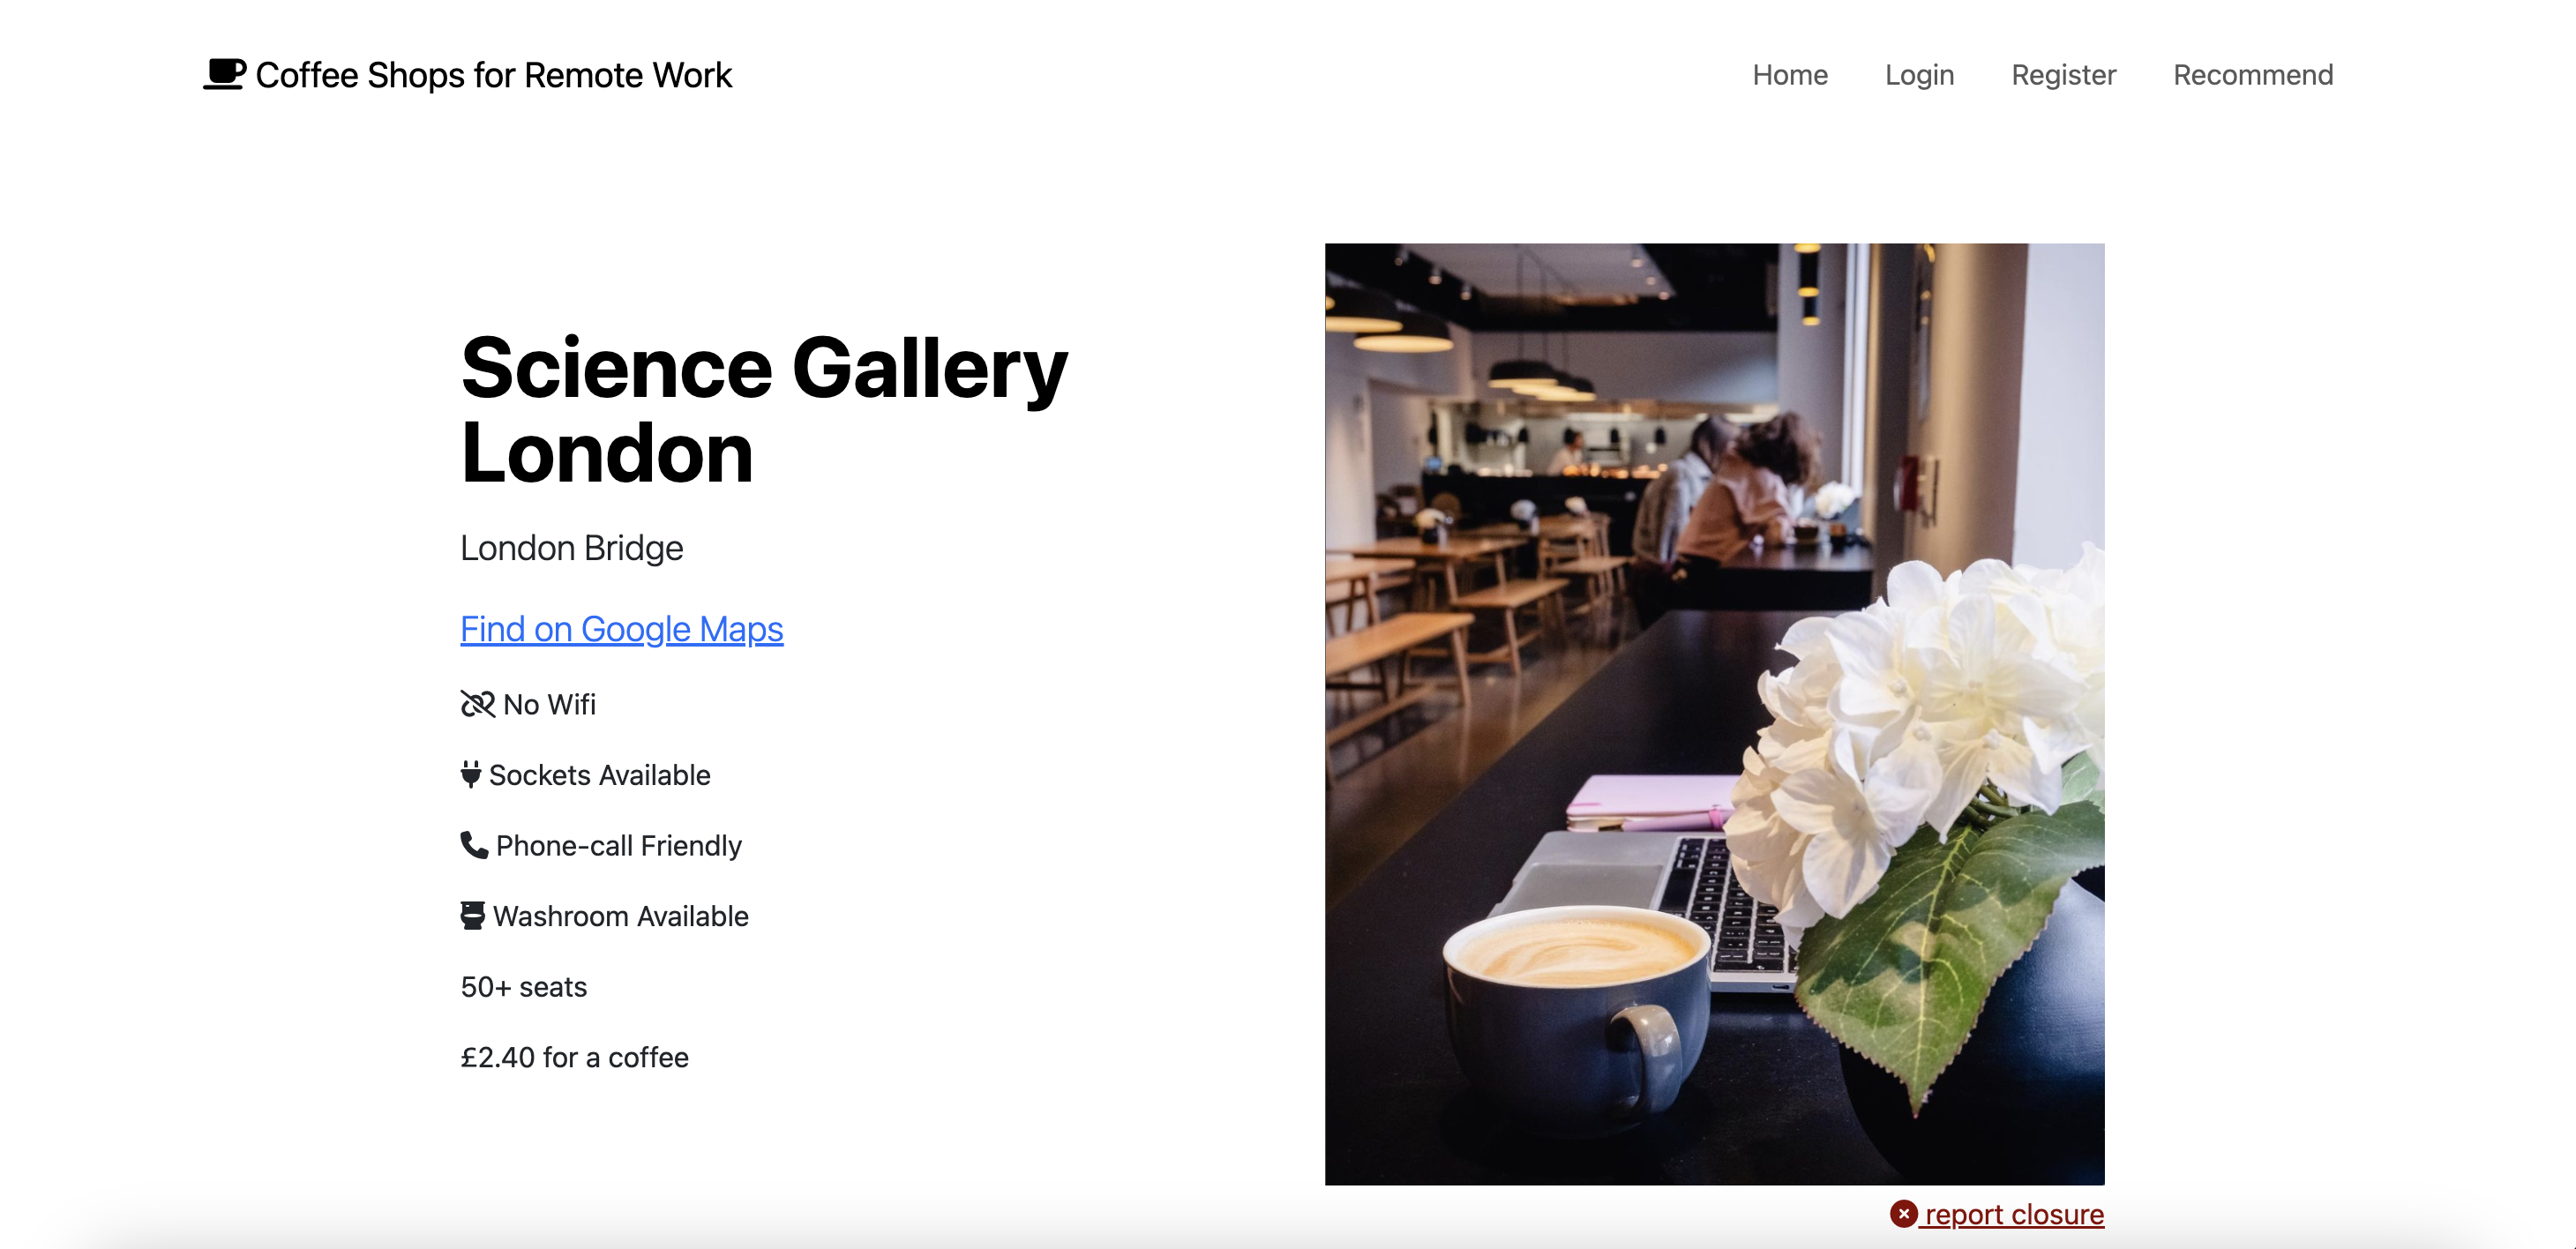 Coffee Shops for Remote Work
Home Login Register Recommend
Science Gallery
London
London Bridge
Find on Google Maps
No Wifi
Sockets Available
Phone-call Friendly
Washroom Available
50+ seats
£2.40 for a coffee
report closure